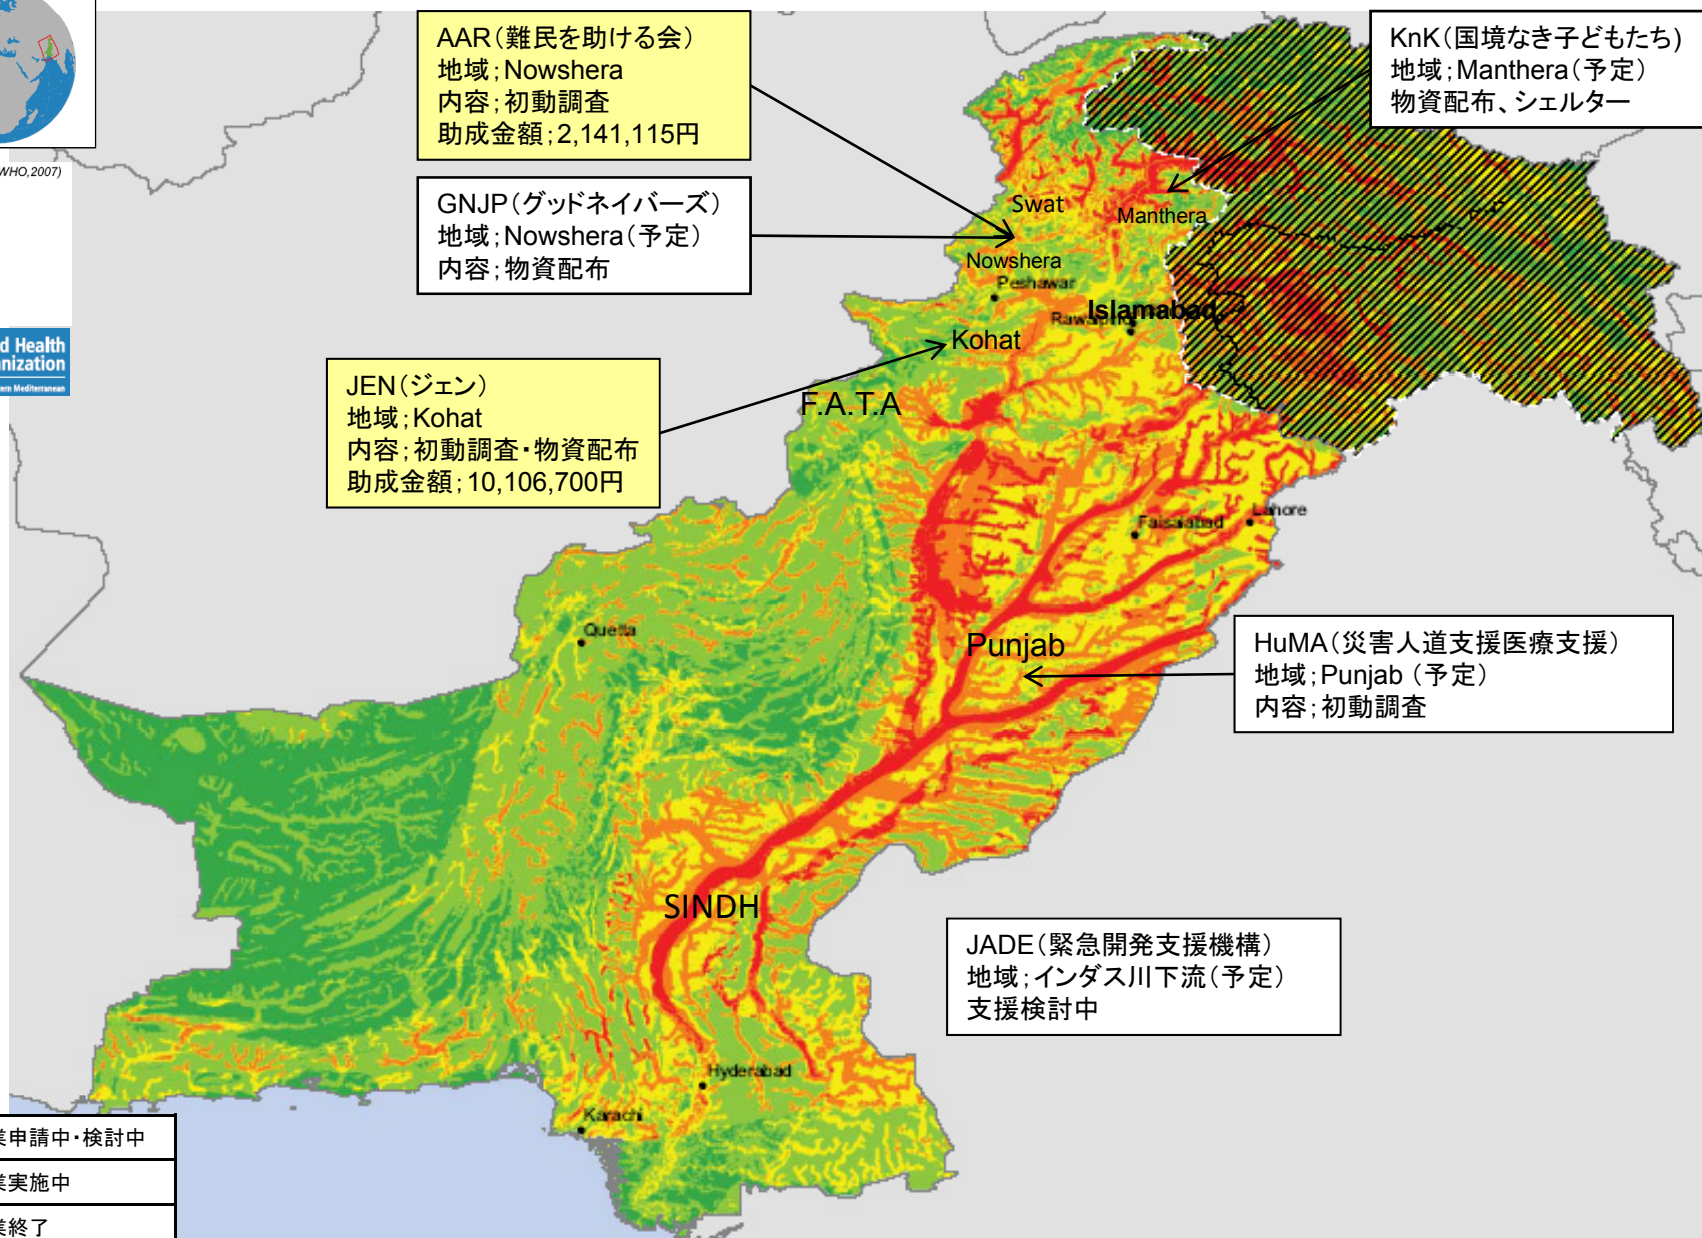 AAR(難民を助ける会)
地域;Nowshera
内容;初動調査
助成金額;2,141,115円
KnK(国境なき子どもたち)
地域;Manthera(予定)
物資配布、シェルター
WHO,2007)
GNJP(グッドネイバーズ)
地域;Nowshera(予定)
内容;物資配布
Swat
Manthera
Nowshera
Peshawar
Islamabad
Kohat
d Health
nization
tern Mediterranean
JEN(ジェン)
地域;Kohat
内容;初動調査・物資配布
助成金額;10,106,700円
F.A.T.A
Faisalabad
Lahore
Quetta
Punjab
HuMA(災害人道支援医療支援)
地域;Punjab (予定)
内容;初動調査
SINDH
JADE(緊急開発支援機構)
地域;インダス川下流(予定)
支援検討中
Hyderabad
Karachi
業申請中・検討中
業実施中
業終了